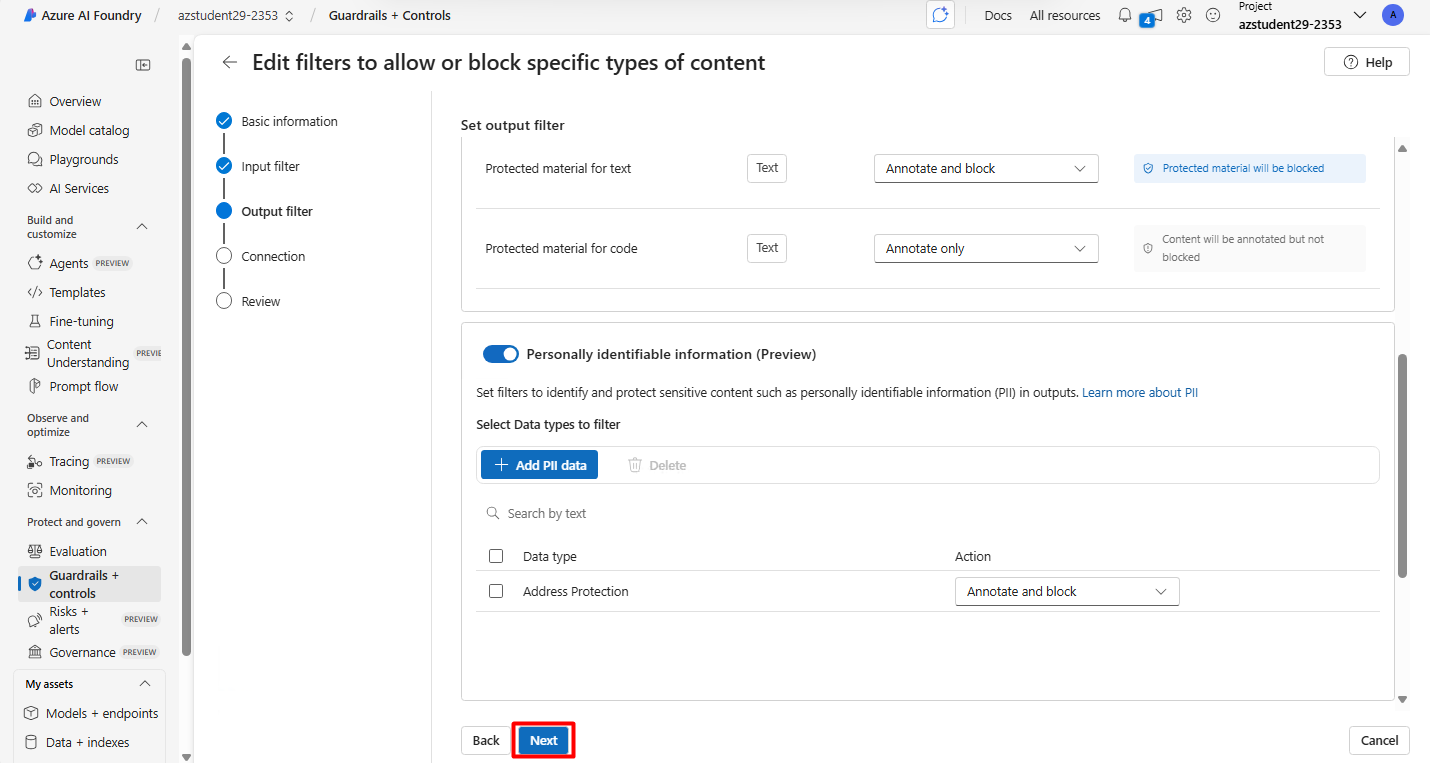 Azure AI Foundry / azstudent29-2353 / Guardrails + Controls
Docs All resources 4 Project
azstudent29-2353 A
Edit filters to allow or block specific types of content
Help
Overview
Model catalog
Playgrounds
AI Services
Build and
customize
Agents PREVIEW
Templates
Fine-tuning
Content
Understanding PREVIE
Prompt flow
Observe and
optimize
Tracing PREVIEW
Monitoring
Protect and govern
Evaluation
Guardrails +
controls
Risks +
alerts PREVIEW
Governance PREVIEW
My assets
Models + endpoints
Data + indexes
Basic information
Input filter
Output filter
Connection
Review
Set output filter
Protected material for text Text Annotate and block Protected material will be blocked
Protected material for code Text Annotate only Content will be annotated but not
blocked
Personally identifiable information (Preview)
Set filters to identify and protect sensitive content such as personally identifiable information (PII) in outputs. Learn more about PII
Select Data types to filter
Add PII data Delete
Search by text
Data type Action
Address Protection Annotate and block
Back Next Cancel